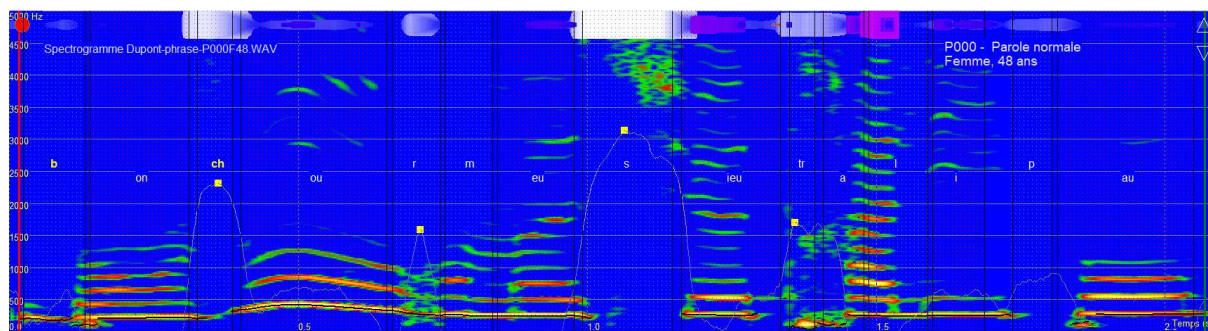 5000 Hz
4500
Spectrogramme Dupont-phrase-P000F48.WAV
P000 - Parole normale
Femme, 48 ans
4000
3500
3000
2500
b ch r m s tr l p
on ou eu ieu a i au
2000
1500
1000
500
0.0 0.5 1.0 1.5 2. Temps (s